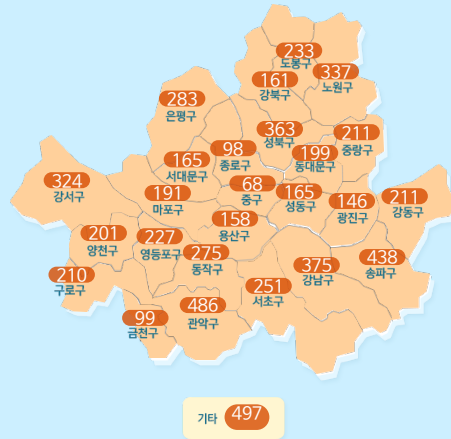 233
도봉구
337
노원구
161
강북구
283
은평구
363
성북구
211
중랑구
98
종로구
199
동대문구
165
서대문구
324
강서구
191
마포구
68
중구
165
성동구
146
광진구
211
강동구
158
용산구
201
양천구
227
영등포구
275
동작구
438
송파구
375
강남구
210
구로구
251
서초구
486
관악구
99
금천구
기타 497